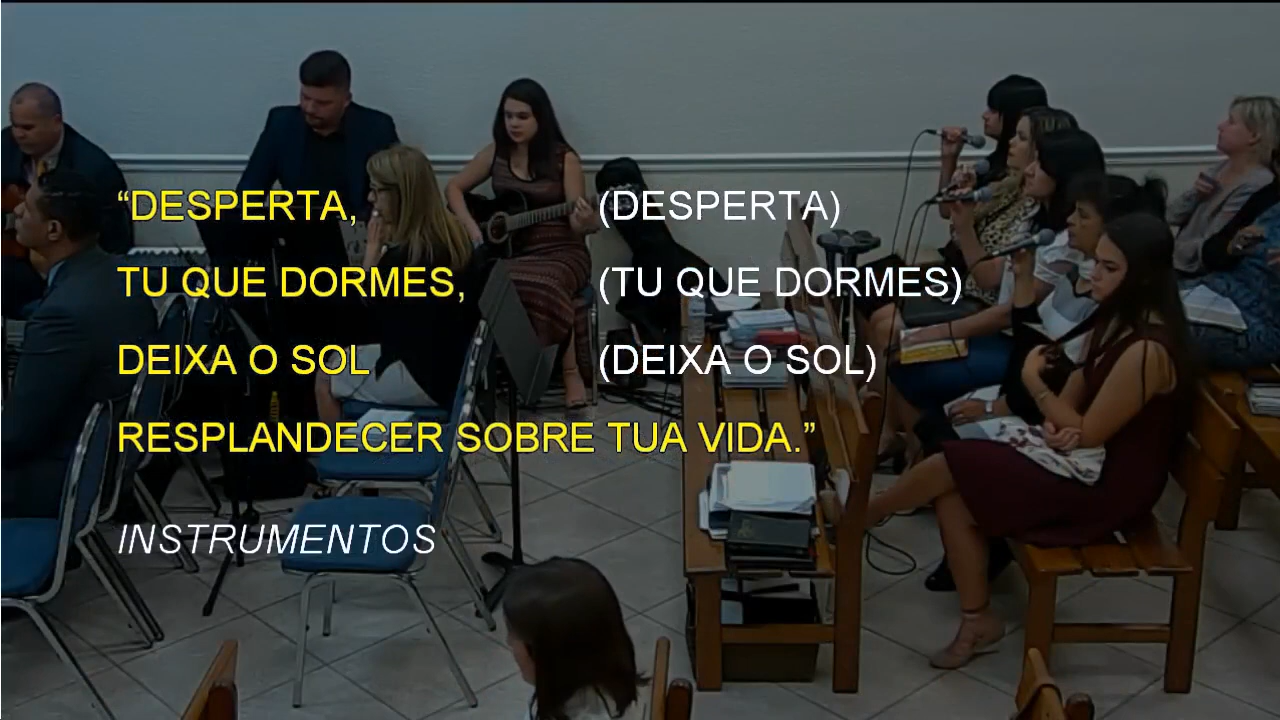 “DESPERTA, (DESPERTA)
TU QUE DORMES, (TU QUE DORMES)
DEIXA O SOL (DEIXA O SOL)
RESPLANDECER SOBRE TUA VIDA.”
INSTRUMENTOS